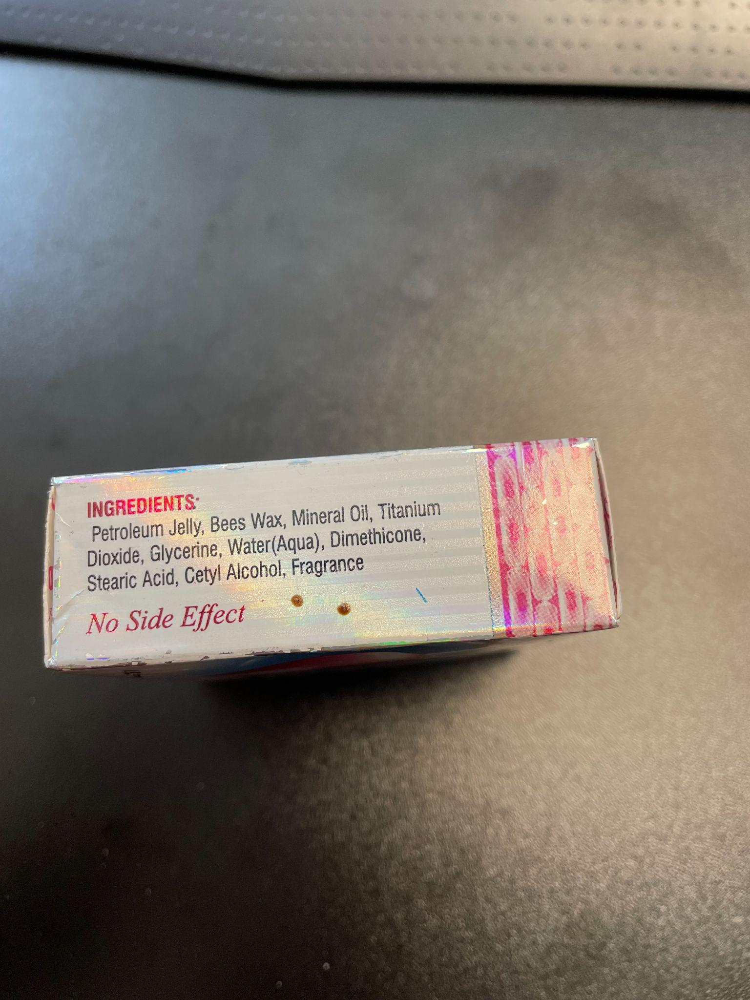 INGREDIENTS:
Petroleum Jelly, Bees Wax, Mineral Oil, Titanium
Dioxide, Glycerine, Water(Aqua), Dimethicone,
Stearic Acid, Cetyl Alcohol, Fragrance
No Side Effect